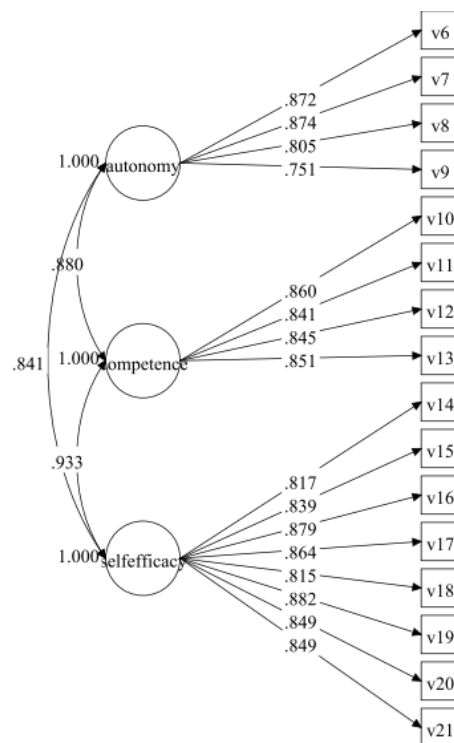 v6
v7
.872
.874
v8
.805
1.000
autonomy
.751
v9
v10
.880
.860
v11
.841
v12
.845
1.000
competence
.851
v13
.841
v14
.817
v15
.933
.839
v16
.879
.864
v17
1.000
selfefficacy
.815
v18
.882
v19
.849
.849
v20
v21